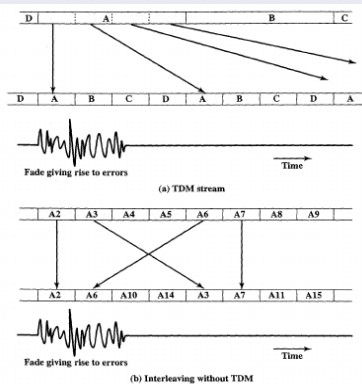 D A B C
D A B C D A B C D A
Fade giving rise to errors
Time
(a) TDM stream
A2 A3 A4 A5 A6 A7 A8 A9
A2 A6 A10 A14 A3 A7 A11 A15
Fade giving rise to errors
Time
(b) Interleaving without TDM